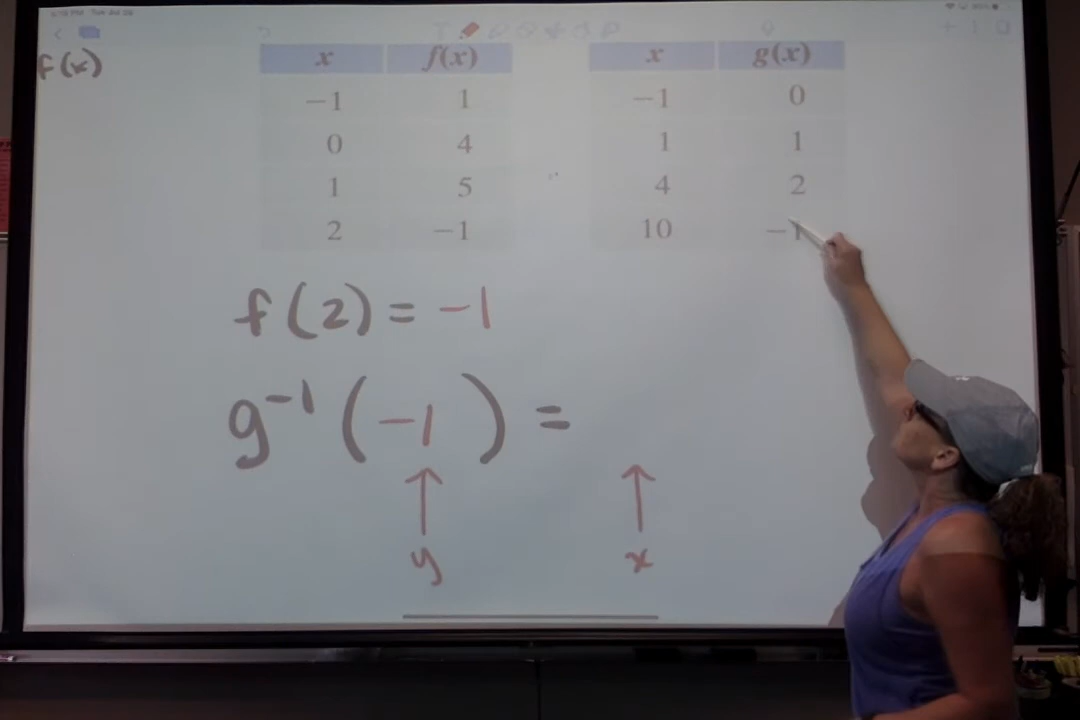 f(x)
x f(x) x g(x)
-1 1 -1 0
0 4 1 1
1 5 4 2
2 -1 10 -1
f(2) = -1
g⁻¹(-1) =
↑ ↑
y x